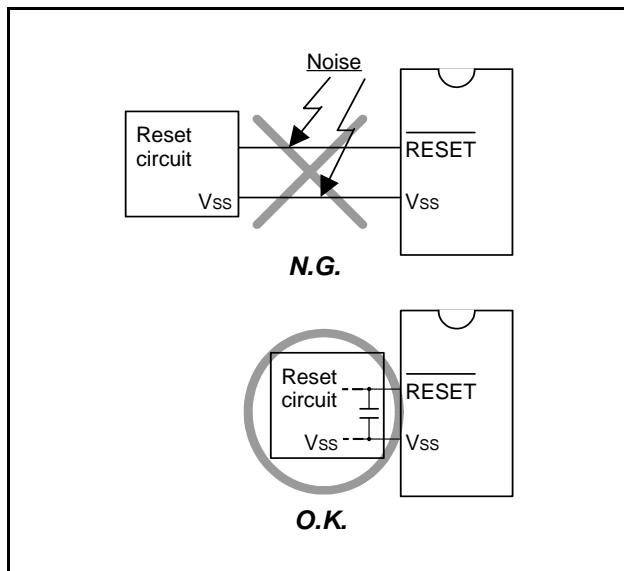 Noise
Reset
circuit
RESET
Vss
Vss
N.G.
Reset
circuit
RESET
Vss
Vss
O.K.